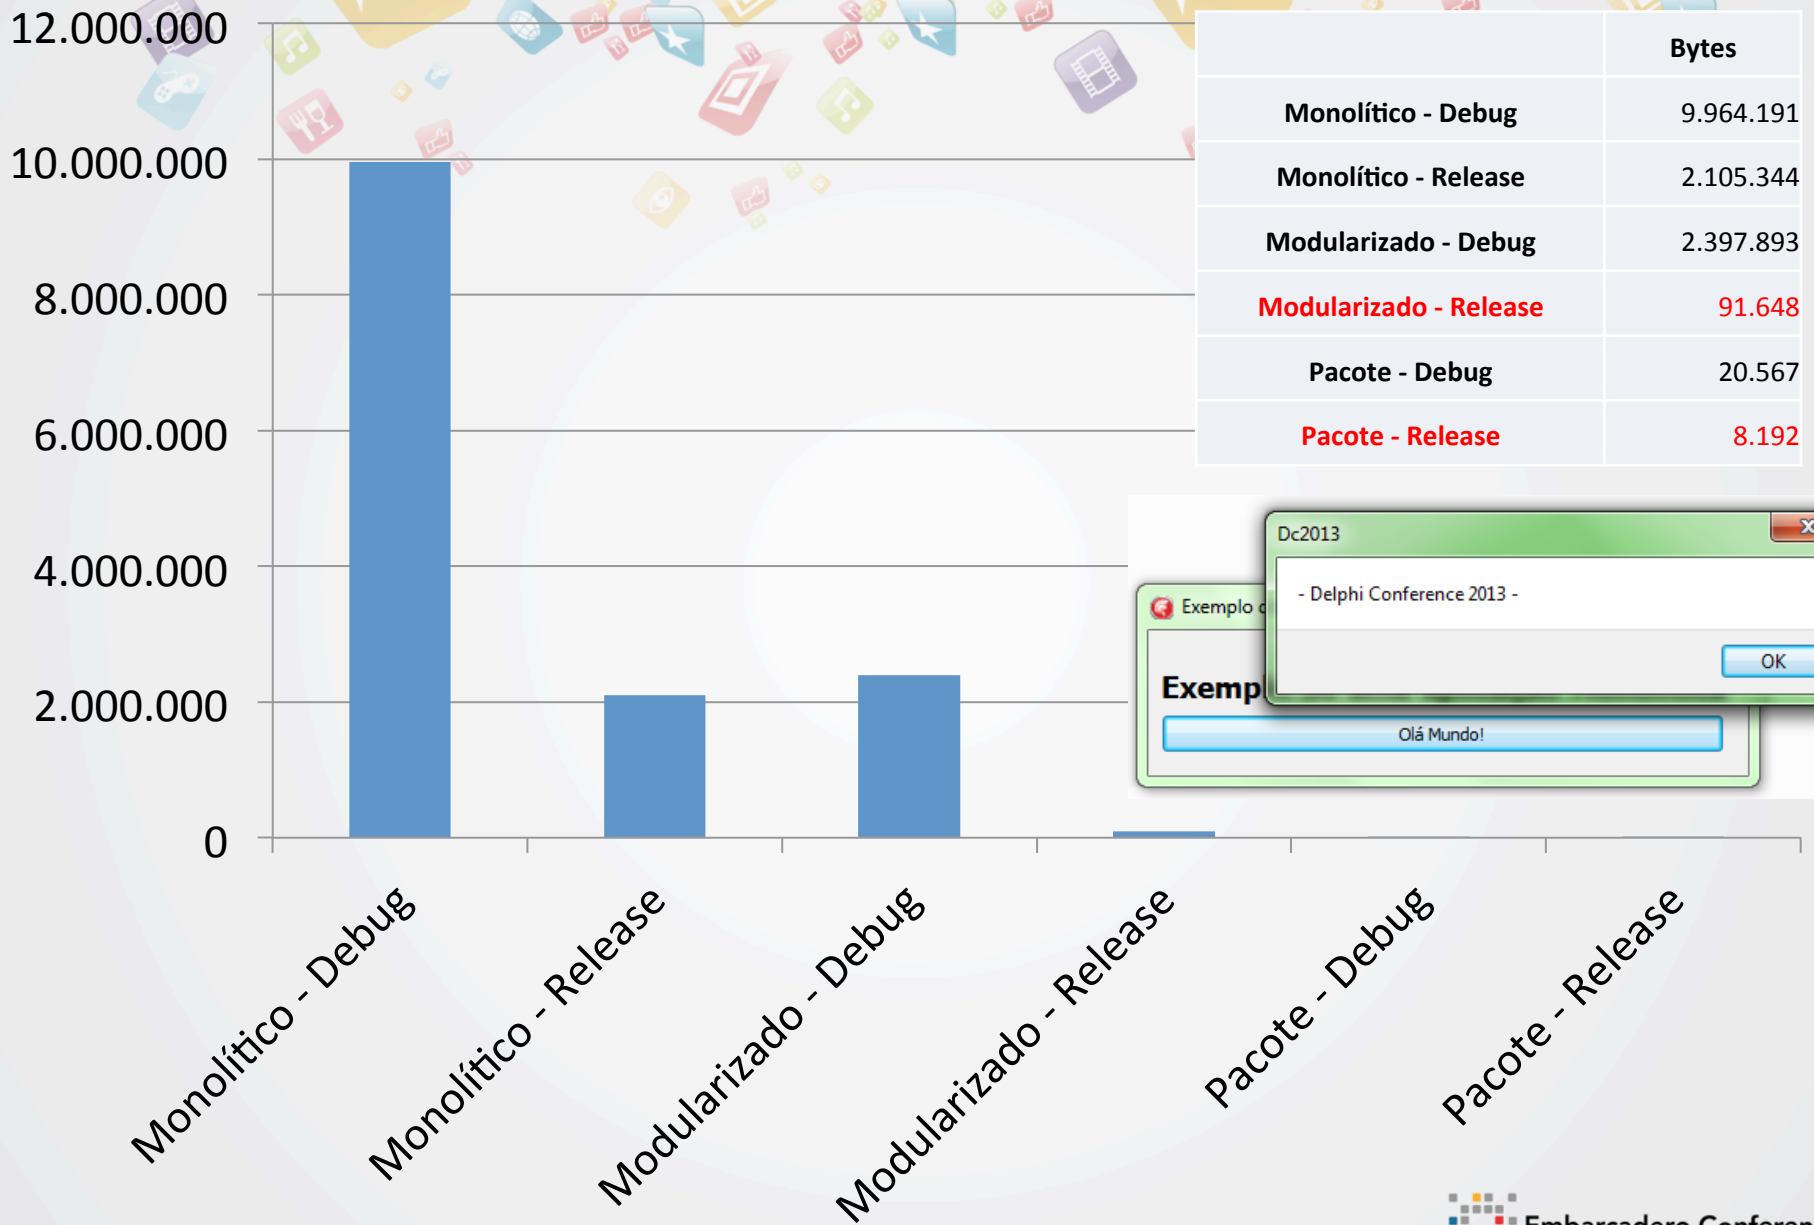 12.000.000
10.000.000
8.000.000
6.000.000
4.000.000
2.000.000
0
Monolítico - Debug
Monolítico - Release
Modularizado - Debug
Modularizado - Release
Pacote - Debug
Pacote - Release
Bytes
Monolítico - Debug 9.964.191
Monolítico - Release 2.105.344
Modularizado - Debug 2.397.893
Modularizado - Release 91.648
Pacote - Debug 20.567
Pacote - Release 8.192
Dc2013
- Delphi Conference 2013 -
OK
Exemplo
Olá Mundo!
Embarcadero